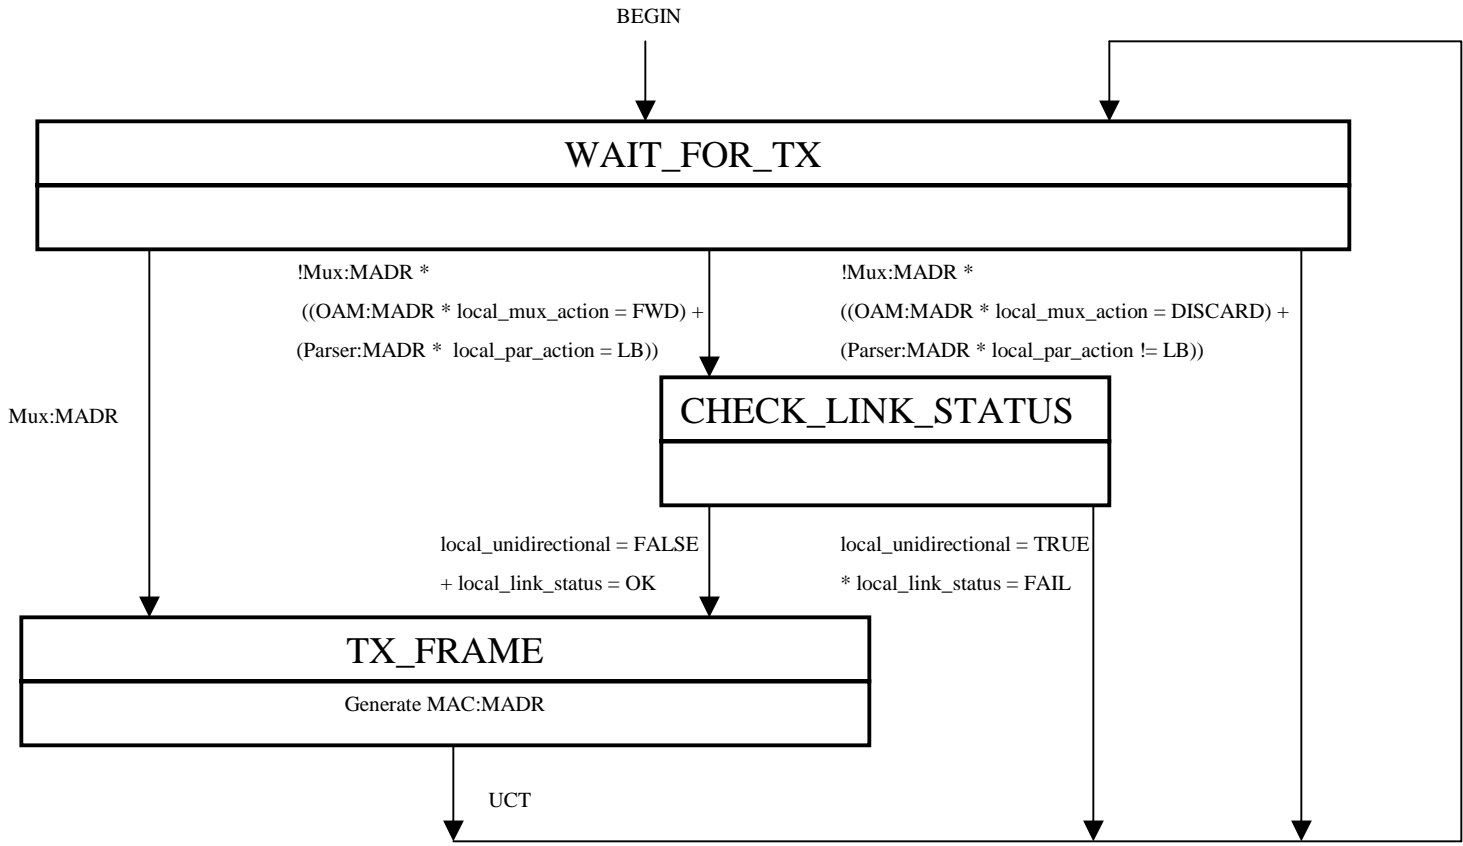 BEGIN
WAIT_FOR_TX
!Mux:MADR *
((OAM:MADR * local_mux_action = FWD) +
(Parser:MADR * local_par_action = LB))
!Mux:MADR *
((OAM:MADR * local_mux_action = DISCARD) +
(Parser:MADR * local_par_action != LB))
Mux:MADR
CHECK_LINK_STATUS
local_unidirectional = FALSE
+ local_link_status = OK
local_unidirectional = TRUE
* local_link_status = FAIL
TX_FRAME
Generate MAC:MADR
UCT